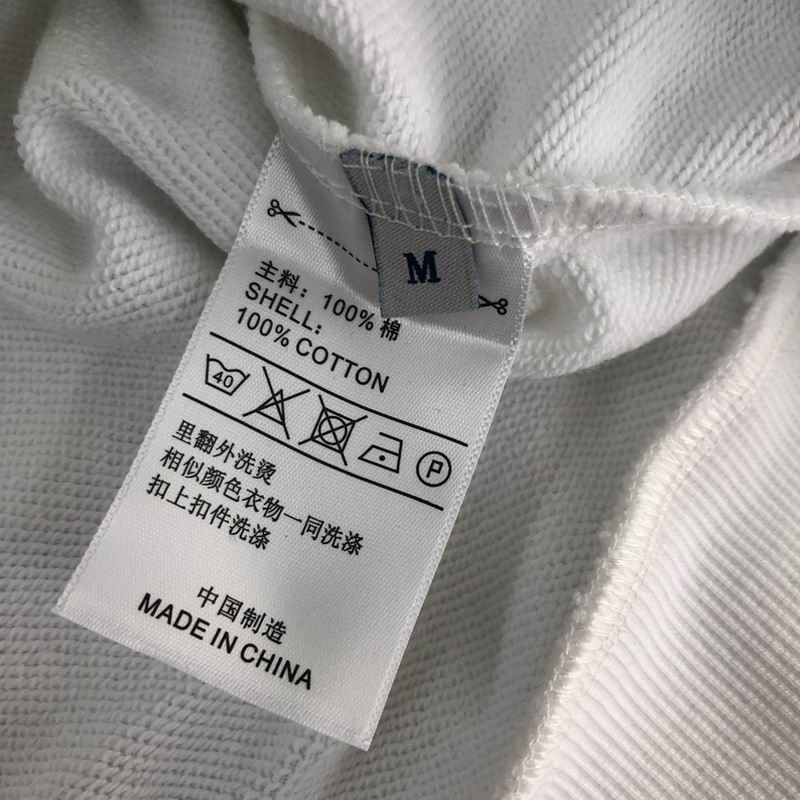 M
主料：100% 棉
SHELL:
100% COTTON
40
P
里翻外洗烫
相似颜色衣物一同洗涤
扣上扣件洗涤
中国制造
MADE IN CHINA